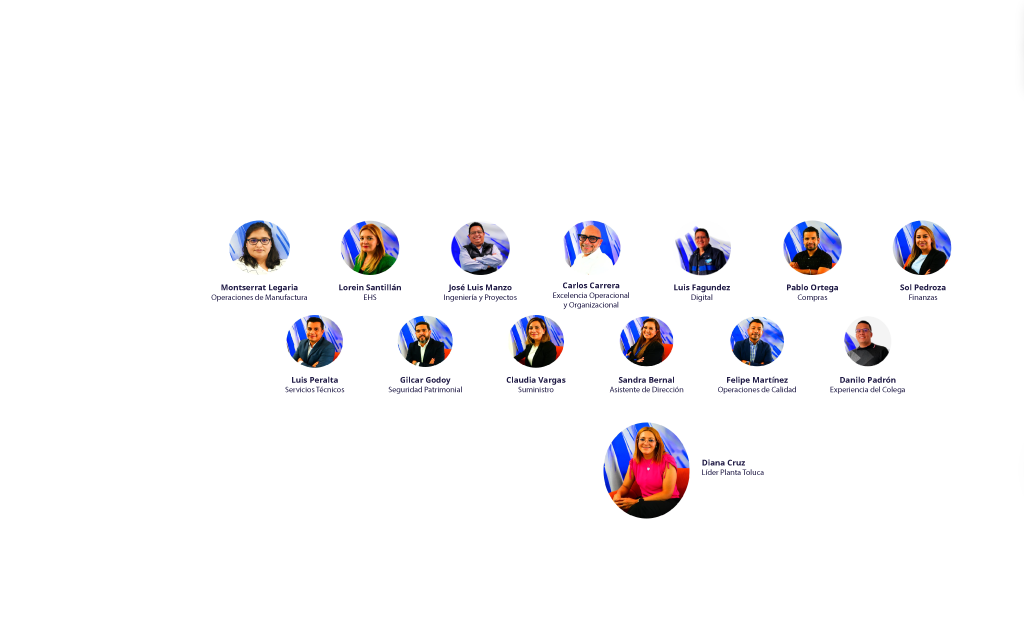 Montserrat Legaria
Operaciones de Manufactura
Lorein Santillán
EHS
José Luis Manzo
Ingeniería y Proyectos
Carlos Carrera
Excelencia Operacional
y Organizacional
Luis Fagundez
Digital
Pablo Ortega
Compras
Sol Pedroza
Finanzas
Luis Peralta
Servicios Técnicos
Gilcar Godoy
Seguridad Patrimonial
Claudia Vargas
Suministro
Sandra Bernal
Asistente de Dirección
Felipe Martínez
Operaciones de Calidad
Danilo Padrón
Experiencia del Colega
Diana Cruz
Líder Planta Toluca